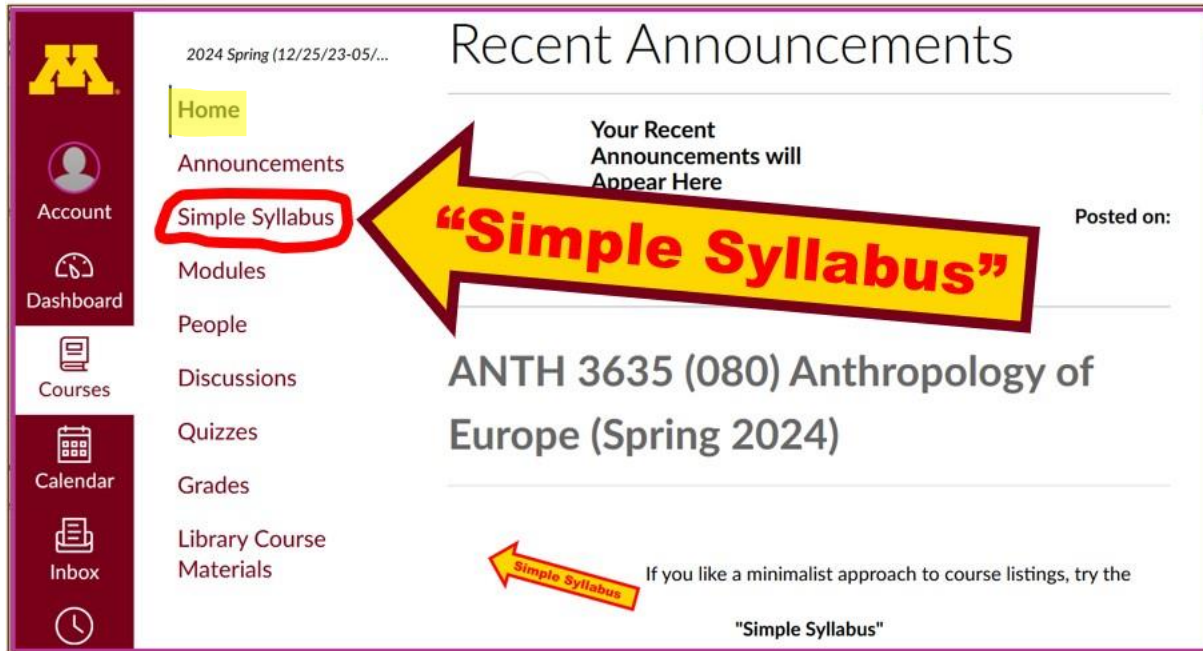 M
Account
Dashboard
Courses
Calendar
Inbox
2024 Spring (12/25/23-05/...
Home
Announcements
Simple Syllabus
Modules
People
Discussions
Quizzes
Grades
Library Course
Materials
Recent Announcements
Your Recent
Announcements will
Appear Here
Posted on:
“Simple Syllabus”
ANTH 3635 (080) Anthropology of
Europe (Spring 2024)
Simple Syllabus
If you like a minimalist approach to course listings, try the
"Simple Syllabus"